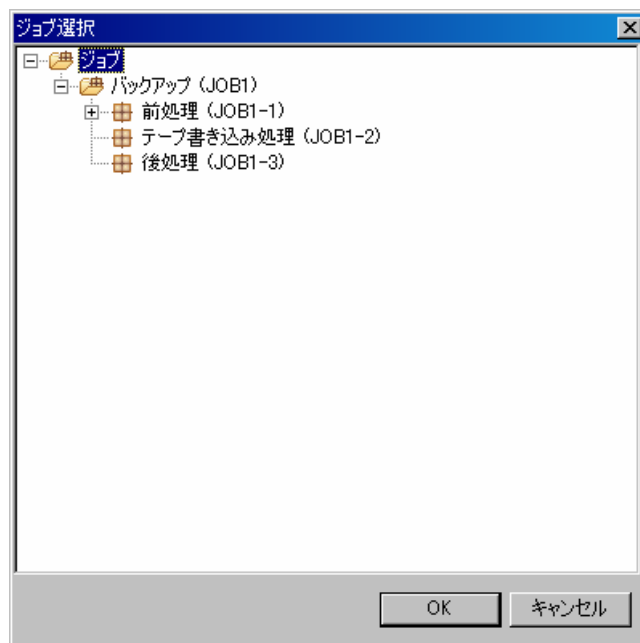 ジョブ選択
ジョブ
バックアップ (JOB1)
前処理 (JOB1-1)
テープ書き込み処理 (JOB1-2)
後処理 (JOB1-3)
OK
キャンセル